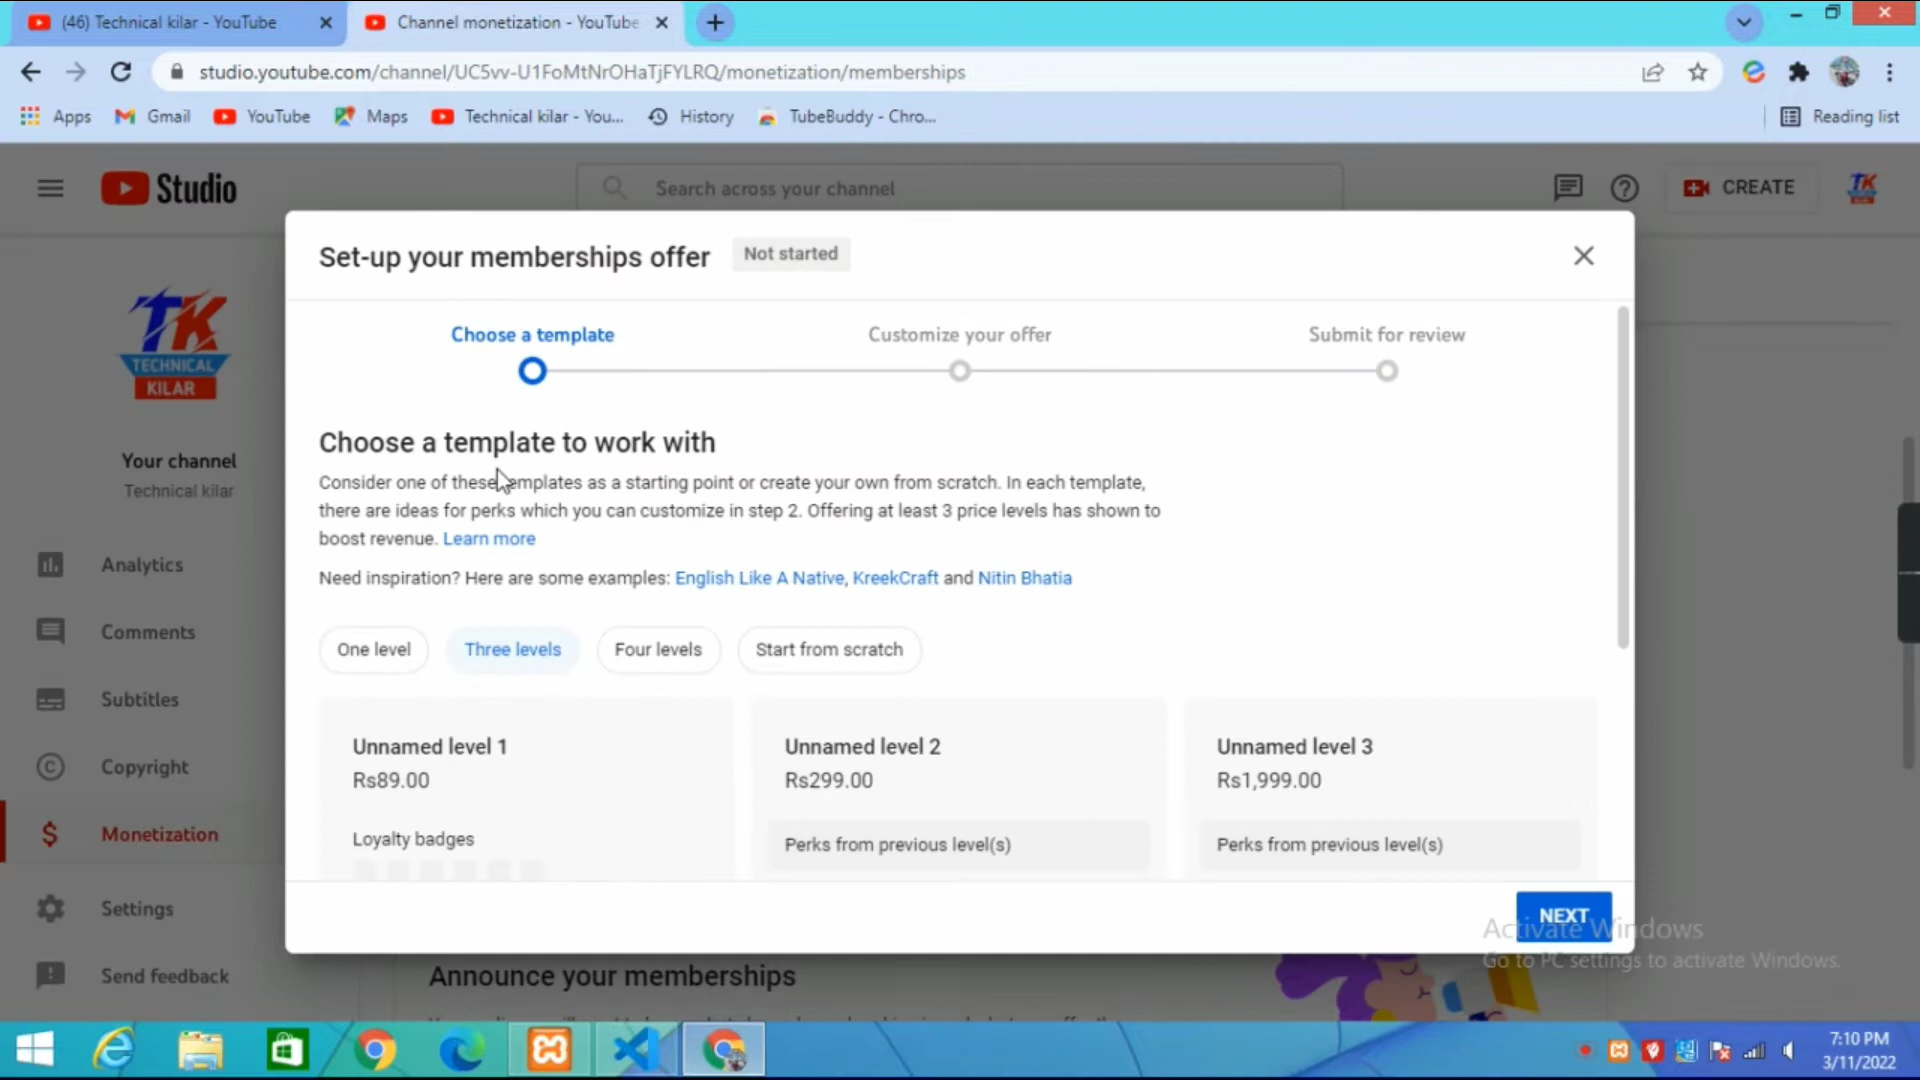 (46) Technical kilar - YouTube
Channel monetization - YouTube
studio.youtube.com/channel/UC5vv-U1FoMtNrOHaTjFYLRQ/monetization/memberships
Apps
Gmail
YouTube
Maps
Technical kilar - You...
History
TubeBuddy - Chro...
Reading list
Studio
Search across your channel
CREATE
TK
TK
TECHNICAL
KILAR
Your channel
Technical kilar
Analytics
Comments
Subtitles
Copyright
Monetization
Settings
Send feedback
Set-up your memberships offer
Not started
Choose a template
Customize your offer
Submit for review
Choose a template to work with
Consider one of these templates as a starting point or create your own from scratch. In each template,
there are ideas for perks which you can customize in step 2. Offering at least 3 price levels has shown to
boost revenue. Learn more
Need inspiration? Here are some examples: English Like A Native, KreekCraft and Nitin Bhatia
One level
Three levels
Four levels
Start from scratch
Unnamed level 1
Rs89.00
Loyalty badges
Unnamed level 2
Rs299.00
Perks from previous level(s)
Unnamed level 3
Rs1,999.00
Perks from previous level(s)
NEXT
Activate Windows
Go to PC settings to activate Windows.
Announce your memberships
7:10 PM
3/11/2022